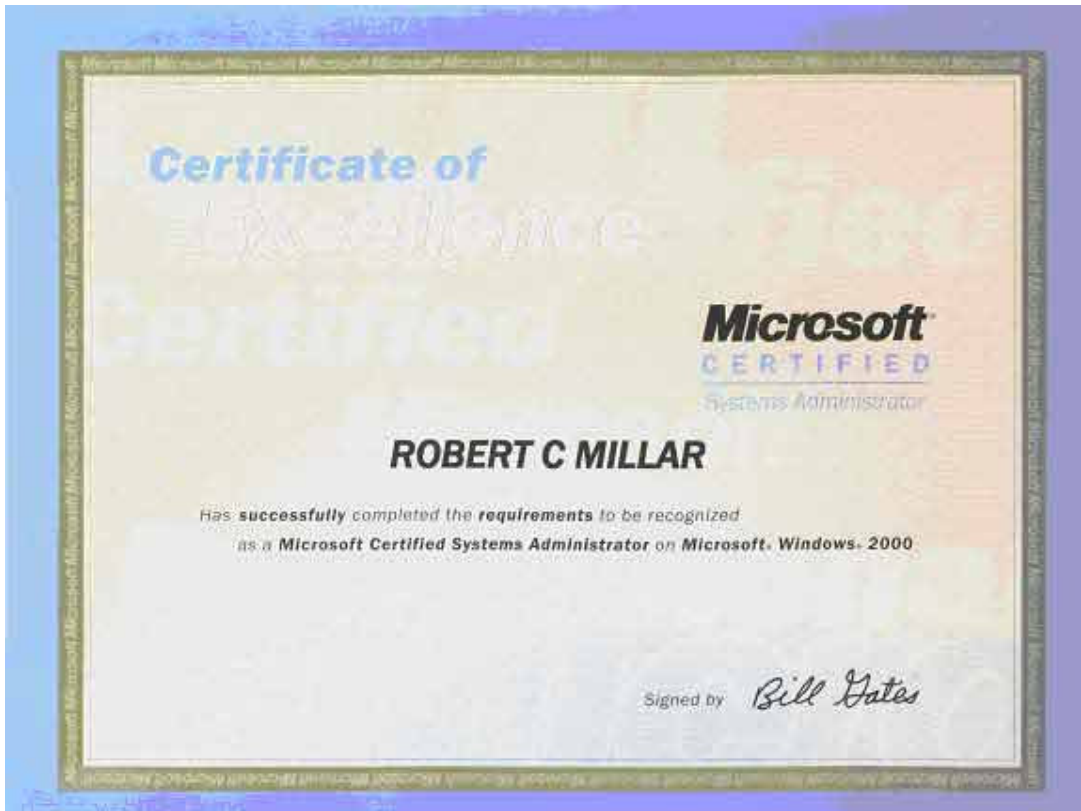 Certificate of
Excellence
Certified
Microsoft
CERTIFIED
Systems Administrator
ROBERT C MILLAR
Has successfully completed the requirements to be recognized
as a Microsoft Certified Systems Administrator on Microsoft® Windows® 2000
Signed by Bill Gates